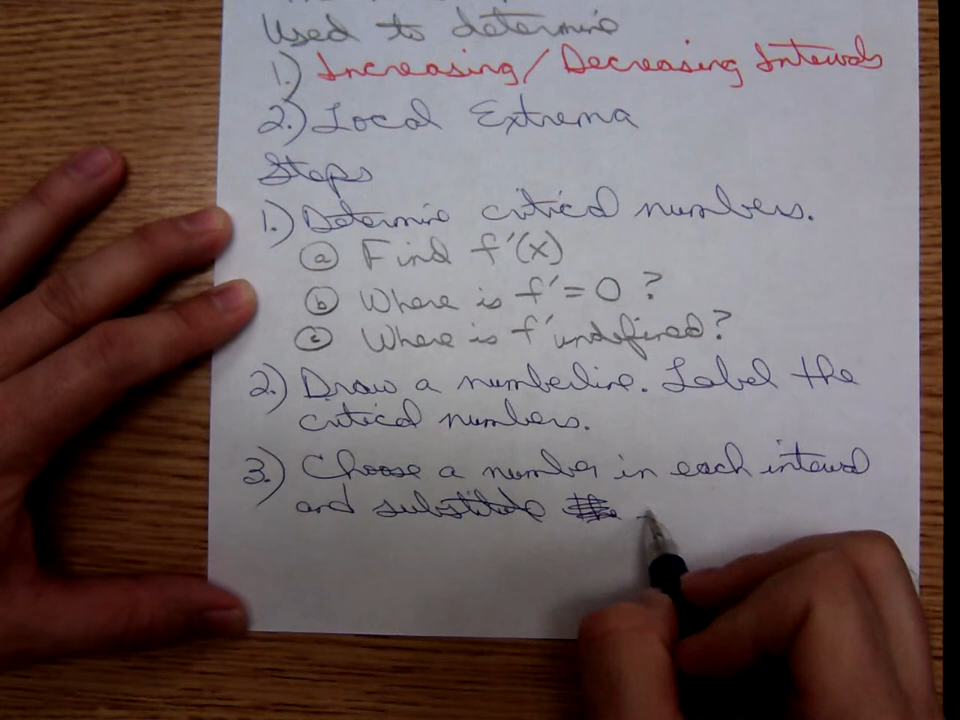 Used to determine
1.) Increasing/Decreasing Intervals
2.) Local Extrema
Steps
1.) Determine critical numbers.
a Find f'(x)
b Where is f' = 0 ?
c Where is f' undefined?
2.) Draw a numberline. Label the
critical numbers.
3.) Choose a number in each interval
and substitute